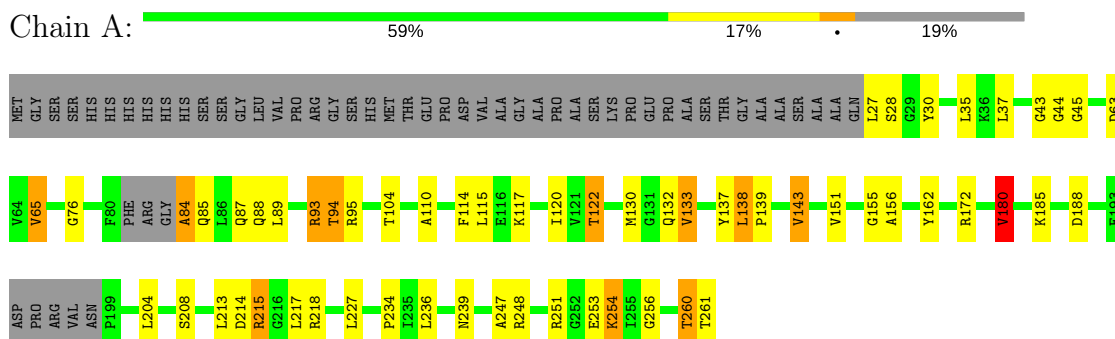 Chain A:
59% 17% • 19%
MET GLY SER SER HIS HIS HIS HIS HIS HIS SER SER GLY LEU VAL PRO ARG GLY SER HIS MET THR GLU PRO ASP VAL ALA GLY ALA PRO ALA SER LYS PRO GLU PRO ALA SER THR GLY ALA ALA SER ALA ALA GLN L27 S28 G29 Y30 L35 K36 L37 G43 G44 G45 D63
V64 V65 G76 F80 PHE ARG GLY A84 Q85 L86 Q87 Q88 L89 R93 T94 R95 T104 A110 F114 L115 E116 K117 I120 V121 T122 M130 G131 Q132 V133 Y137 L138 P139 V143 V151 G155 A156 Y162 R172 V180 K185 D188 E193
ASP PRO ARG VAL ASN P199 L204 S208 L213 D214 R215 G216 L217 R218 L227 P234 I235 L236 N239 A247 R248 R251 G252 E253 K254 I255 G256 T260 T261